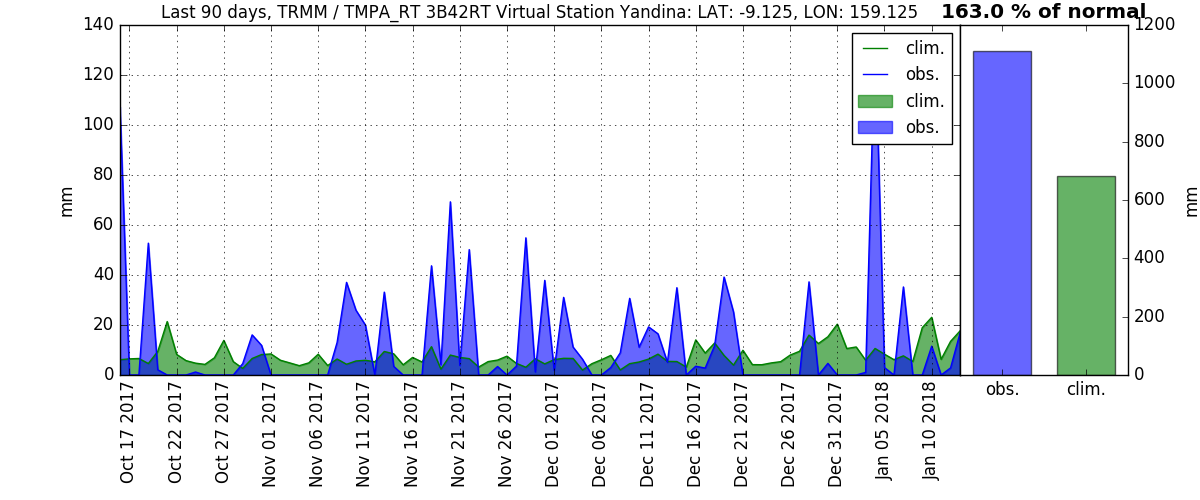 Last 90 days, TRMM / TMPA_RT 3B42RT Virtual Station Yandina: LAT: -9.125, LON: 159.125
163.0 % of normal
140
120
100
80
60
40
20
0
mm
clim.
obs.
clim.
obs.
Oct 17 2017
Oct 22 2017
Oct 27 2017
Nov 01 2017
Nov 06 2017
Nov 11 2017
Nov 16 2017
Nov 21 2017
Nov 26 2017
Dec 01 2017
Dec 06 2017
Dec 11 2017
Dec 16 2017
Dec 21 2017
Dec 26 2017
Dec 31 2017
Jan 05 2018
Jan 10 2018
1200
1000
800
600
400
200
0
mm
obs.
clim.